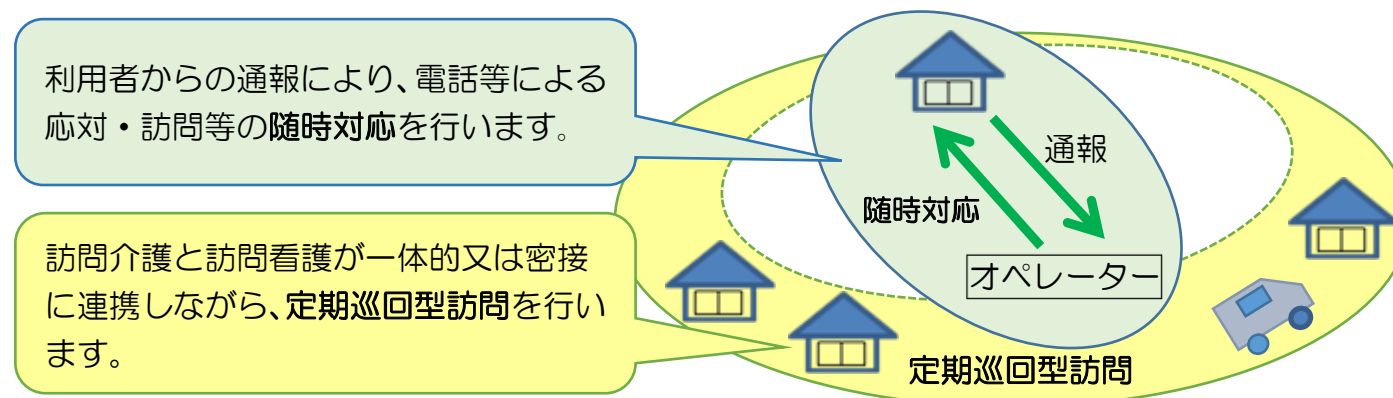 利用者からの通報により、電話等による
応対・訪問等の随時対応を行います。
訪問介護と訪問看護が一体的又は密接
に連携しながら、定期巡回型訪問を行い
ます。
通報
随時対応
オペレーター
定期巡回型訪問